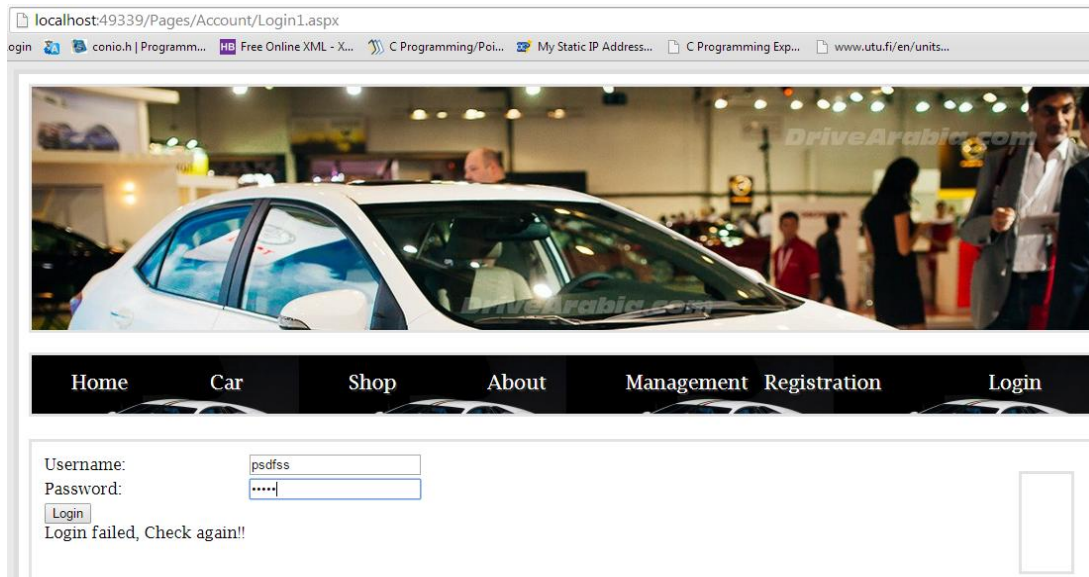 localhost:49339/Pages/Account/Login1.aspx
ogin conio.h | Programm... HB Free Online XML - X... C Programming/Poi... My Static IP Address... C Programming Exp... www.utu.fi/en/units...
DriveArabia.com
DriveArabia.com
Home Car Shop About Management Registration Login
Username: psdfss
Password: •••••
Login
Login failed, Check again!!